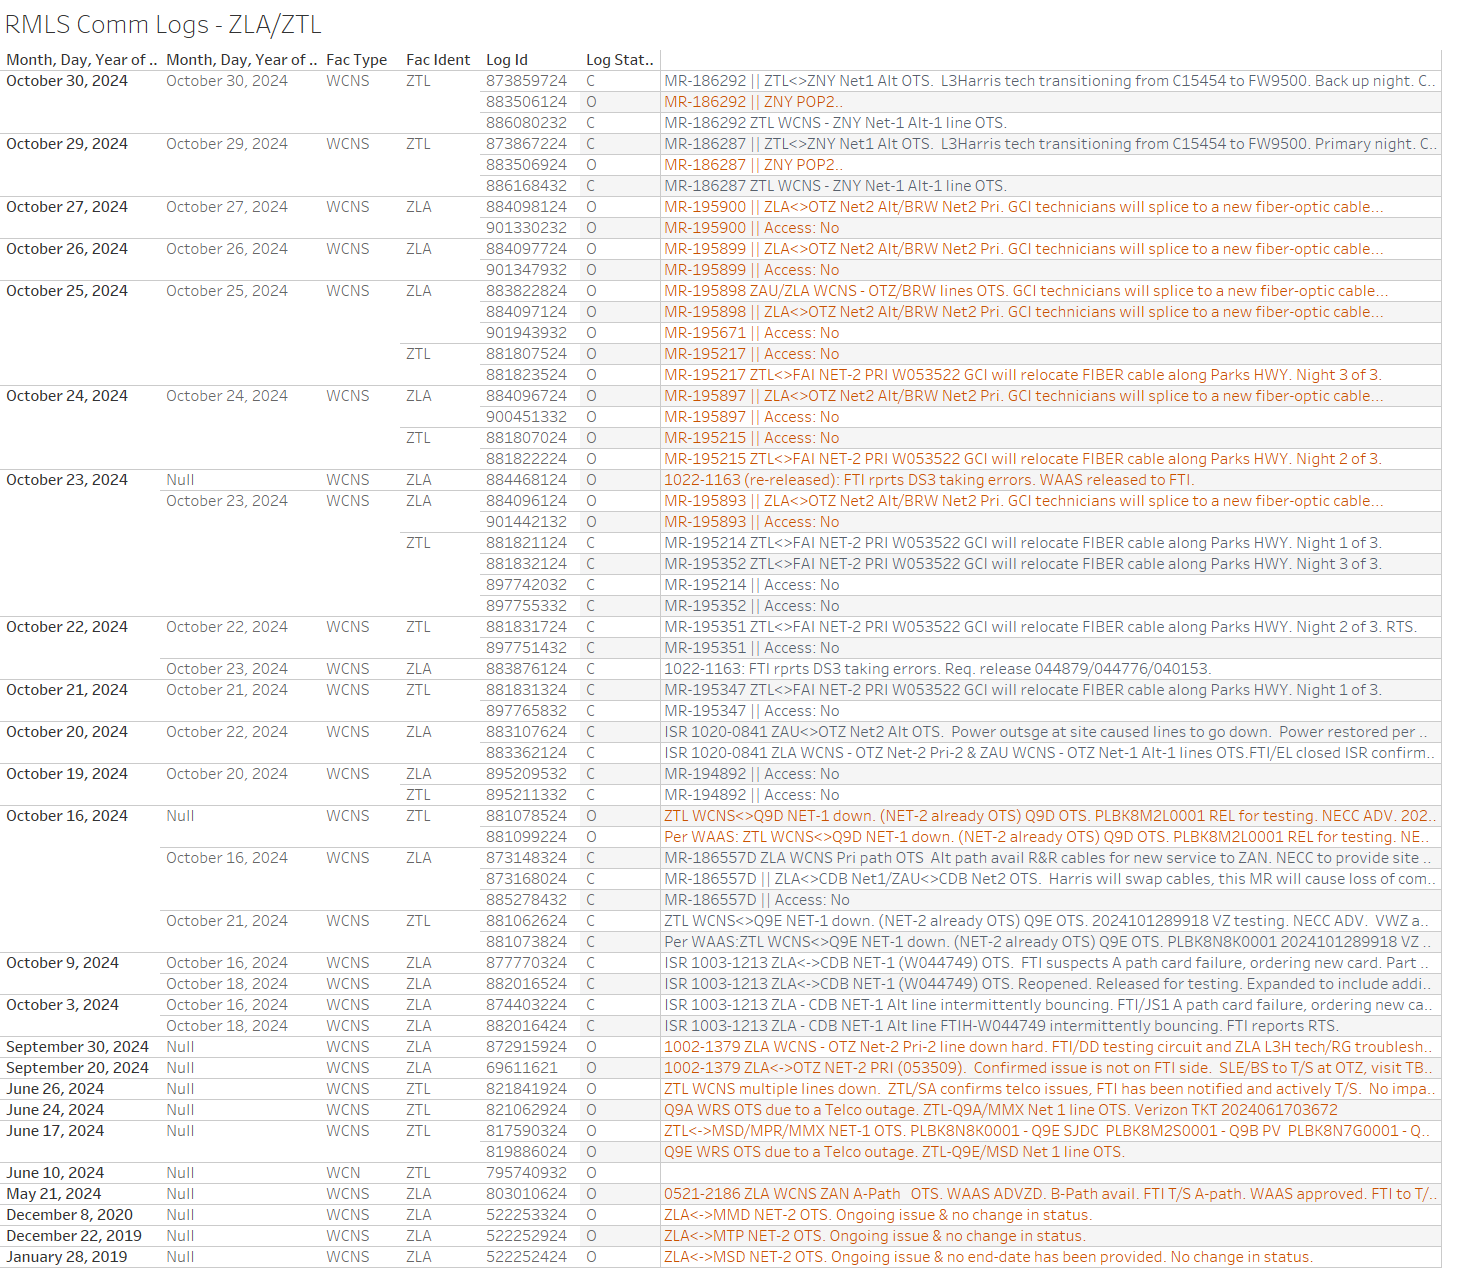 RMLS Comm Logs - ZLA/ZTL
Month, Day, Year of .. Month, Day, Year of .. Fac Type Fac Ident Log Id Log Stat..
October 30, 2024 October 30, 2024 WCNS ZTL 873859724 C MR-186292 || ZTL<>ZNY Net1 Alt OTS.  L3Harris tech transitioning from C15454 to FW9500. Back up night. C..
883506124 O MR-186292 || ZNY POP2..
886080232 C MR-186292 ZTL WCNS - ZNY Net-1 Alt-1 line OTS.
October 29, 2024 October 29, 2024 WCNS ZTL 873867224 C MR-186287 || ZTL<>ZNY Net1 Alt OTS.  L3Harris tech transitioning from C15454 to FW9500. Primary night. C..
883506924 O MR-186287 || ZNY POP2..
886168432 C MR-186287 ZTL WCNS - ZNY Net-1 Alt-1 line OTS.
October 27, 2024 October 27, 2024 WCNS ZLA 884098124 O MR-195900 || ZLA<>OTZ Net2 Alt/BRW Net2 Pri. GCI technicians will splice to a new fiber-optic cable...
901330232 O MR-195900 || Access: No
October 26, 2024 October 26, 2024 WCNS ZLA 884097724 O MR-195899 || ZLA<>OTZ Net2 Alt/BRW Net2 Pri. GCI technicians will splice to a new fiber-optic cable...
901347932 O MR-195899 || Access: No
October 25, 2024 October 25, 2024 WCNS ZLA 883822824 O MR-195898 ZAU/ZLA WCNS - OTZ/BRW lines OTS. GCI technicians will splice to a new fiber-optic cable...
884097124 O MR-195898 || ZLA<>OTZ Net2 Alt/BRW Net2 Pri. GCI technicians will splice to a new fiber-optic cable...
901943932 O MR-195671 || Access: No
ZTL 881807524 O MR-195217 || Access: No
881823524 O MR-195217 ZTL<>FAI NET-2 PRI W053522 GCI will relocate FIBER cable along Parks HWY. Night 3 of 3.
October 24, 2024 October 24, 2024 WCNS ZLA 884096724 O MR-195897 || ZLA<>OTZ Net2 Alt/BRW Net2 Pri. GCI technicians will splice to a new fiber-optic cable...
900451332 O MR-195897 || Access: No
ZTL 881807024 O MR-195215 || Access: No
881822224 O MR-195215 ZTL<>FAI NET-2 PRI W053522 GCI will relocate FIBER cable along Parks HWY. Night 2 of 3.
October 23, 2024 Null WCNS ZLA 884468124 O 1022-1163 (re-released): FTI rprts DS3 taking errors. WAAS released to FTI.
October 23, 2024 WCNS ZLA 884096124 O MR-195893 || ZLA<>OTZ Net2 Alt/BRW Net2 Pri. GCI technicians will splice to a new fiber-optic cable...
901442132 O MR-195893 || Access: No
ZTL 881821124 C MR-195214 ZTL<>FAI NET-2 PRI W053522 GCI will relocate FIBER cable along Parks HWY. Night 1 of 3.
881832124 C MR-195352 ZTL<>FAI NET-2 PRI W053522 GCI will relocate FIBER cable along Parks HWY. Night 3 of 3.
897742032 C MR-195214 || Access: No
897755332 C MR-195352 || Access: No
October 22, 2024 October 22, 2024 WCNS ZTL 881831724 C MR-195351 ZTL<>FAI NET-2 PRI W053522 GCI will relocate FIBER cable along Parks HWY. Night 2 of 3. RTS.
897751432 C MR-195351 || Access: No
October 23, 2024 WCNS ZLA 883876124 C 1022-1163: FTI rprts DS3 taking errors. Req. release 044879/044776/040153.
October 21, 2024 October 21, 2024 WCNS ZTL 881831324 C MR-195347 ZTL<>FAI NET-2 PRI W053522 GCI will relocate FIBER cable along Parks HWY. Night 1 of 3.
897765832 C MR-195347 || Access: No
October 20, 2024 October 22, 2024 WCNS ZLA 883107624 C ISR 1020-0841 ZAU<>OTZ Net2 Alt OTS.  Power outsge at site caused lines to go down.  Power restored per ..
883362124 C ISR 1020-0841 ZLA WCNS - OTZ Net-2 Pri-2 & ZAU WCNS - OTZ Net-1 Alt-1 lines OTS.FTI/EL closed ISR confirm..
October 19, 2024 October 20, 2024 WCNS ZLA 895209532 C MR-194892 || Access: No
ZTL 895211332 C MR-194892 || Access: No
October 16, 2024 Null WCNS ZTL 881078524 O ZTL WCNS<>Q9D NET-1 down. (NET-2 already OTS) Q9D OTS. PLBK8M2L0001 REL for testing. NECC ADV. 202..
881099224 O Per WAAS: ZTL WCNS<>Q9D NET-1 down. (NET-2 already OTS) Q9D OTS. PLBK8M2L0001 REL for testing. NE..
October 16, 2024 WCNS ZLA 873148324 C MR-186557D ZLA WCNS Pri path OTS  Alt path avail R&R cables for new service to ZAN. NECC to provide site ..
873168024 C MR-186557D || ZLA<>CDB Net1/ZAU<>CDB Net2 OTS.  Harris will swap cables, this MR will cause loss of com..
885278432 C MR-186557D || Access: No
October 21, 2024 WCNS ZTL 881062624 C ZTL WCNS<>Q9E NET-1 down. (NET-2 already OTS) Q9E OTS. 2024101289918 VZ testing. NECC ADV.  VWZ a..
881073824 C Per WAAS:ZTL WCNS<>Q9E NET-1 down. (NET-2 already OTS) Q9E OTS. PLBK8N8K0001 2024101289918 VZ ..
October 9, 2024 October 16, 2024 WCNS ZLA 877770324 C ISR 1003-1213 ZLA<>CDB NET-1 (W044749) OTS.  FTI suspects A path card failure, ordering new card. Part ..
October 18, 2024 WCNS ZLA 882016524 C ISR 1003-1213 ZLA<>CDB NET-1 (W044749) OTS. Reopened. Released for testing. Expanded to include addi..
October 3, 2024 October 16, 2024 WCNS ZLA 874403224 C ISR 1003-1213 ZLA - CDB NET-1 Alt line intermittently bouncing. FTI/JS1 A path card failure, ordering new ca..
October 18, 2024 WCNS ZLA 882016424 C ISR 1003-1213 ZLA - CDB NET-1 Alt line FTIH-W044749 intermittently bouncing. FTI reports RTS.
September 30, 2024 Null WCNS ZLA 872915924 O 1002-1379 ZLA WCNS - OTZ Net-2 Pri-2 line down hard. FTI/DD testing circuit and ZLA L3H tech/RG troublesh..
September 20, 2024 Null WCNS ZLA 69611621 O 1002-1379 ZLA<->OTZ NET-2 PRI (053509).  Confirmed issue is not on FTI side.  SLE/BS to T/S at OTZ, visit TB..
June 26, 2024 Null WCNS ZTL 821841924 O ZTL WCNS multiple lines down.  ZTL/SA confirms telco issues, FTI has been notified and actively T/S.  No impa..
June 24, 2024 Null WCNS ZTL 821062924 O Q9A WRS OTS due to a Telco outage. ZTL-Q9A/MMX Net 1 line OTS. Verizon TKT 2024061703672
June 17, 2024 Null WCNS ZTL 817590324 O ZTL<->MSD/MPR/MMX NET-1 OTS. PLBK8N8K0001 - Q9E SJDC  PLBK8M2S0001 - Q9B PV  PLBK8N7G0001 - Q..
819886024 O Q9E WRS OTS due to a Telco outage. ZTL-Q9E/MSD Net 1 line OTS.
June 10, 2024 Null WCN ZTL 795740932 O
May 21, 2024 Null WCNS ZLA 803010624 O 0521-2186 ZLA WCNS ZAN A-Path   OTS. WAAS ADVZD. B-Path avail. FTI T/S A-path. WAAS approved. FTI to T/..
December 8, 2020 Null WCNS ZLA 522253324 O ZLA<->MMD NET-2 OTS. Ongoing issue & no change in status.
December 22, 2019 Null WCNS ZLA 522252924 O ZLA<->MTP NET-2 OTS. Ongoing issue & no change in status.
January 28, 2019 Null WCNS ZLA 522252424 O ZLA<->MSD NET-2 OTS. Ongoing issue & no end-date has been provided. No change in status.